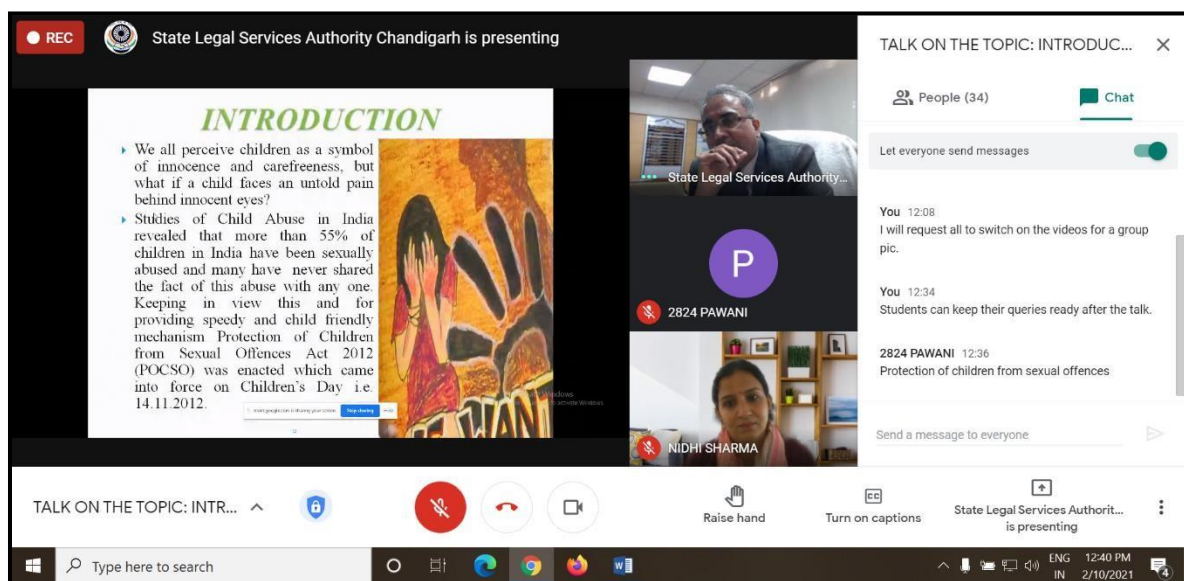 REC
State Legal Services Authority Chandigarh is presenting
INTRODUCTION
We all perceive children as a symbol
of innocence and carefreeness, but
what if a child faces an untold pain
behind innocent eyes?
Studies of Child Abuse in India
revealed that more than 55% of
children in India have been sexually
abused and many have never shared
the fact of this abuse with any one.
Keeping in view this and for
providing speedy and child friendly
mechanism Protection of Children
from Sexual Offences Act 2012
(POCSO) was enacted which came
into force on Children's Day i.e.
14.11.2012.
is sharing your screen
Stop sharing
State Legal Services Authority...
P
2824 PAWANI
NIDHI SHARMA
TALK ON THE TOPIC: INTRODUC...
People (34)
Chat
Let everyone send messages
You 12:08
I will request all to switch on the videos for a group
pic.
You 12:34
Students can keep their queries ready after the talk.
2824 PAWANI 12:36
Protection of children from sexual offences
Send a message to everyone
TALK ON THE TOPIC: INTR...
Raise hand
CC
Turn on captions
State Legal Services Authorit...
is presenting
Type here to search
ENG
IN
12:40 PM
2/10/2021
4